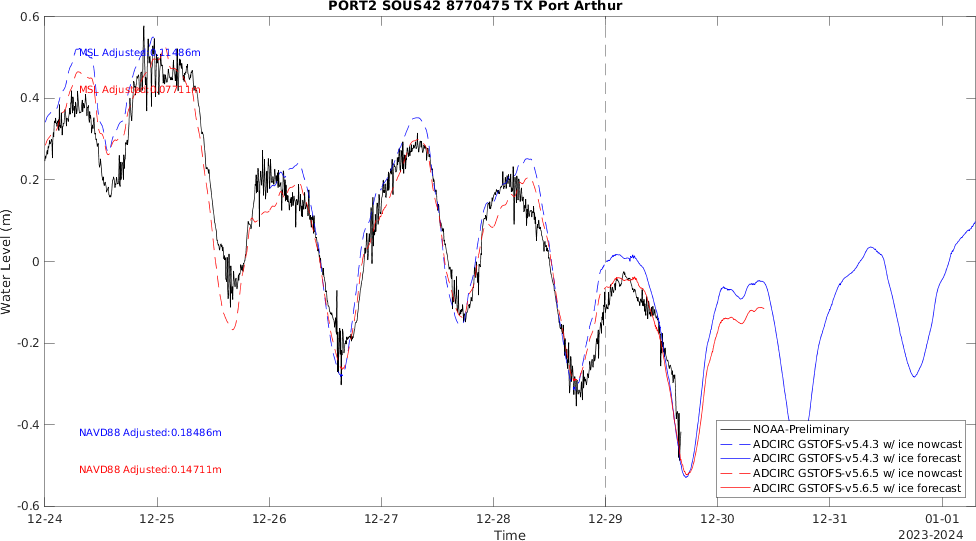 PORT2 SOUS42 8770475 TX Port Arthur
0.6
MSL Adjusted:0.11486m
MSL Adjusted:0.07711m
0.4
0.2
0
-0.2
-0.4
-0.6
Water Level (m)
NAVD88 Adjusted:0.18486m
NAVD88 Adjusted:0.14711m
NOAA-Preliminary
ADCIRC GSTOFS-v5.4.3 w/ ice nowcast
ADCIRC GSTOFS-v5.4.3 w/ ice forecast
ADCIRC GSTOFS-v5.6.5 w/ ice nowcast
ADCIRC GSTOFS-v5.6.5 w/ ice forecast
12-24 12-25 12-26 12-27 12-28 12-29 12-30 12-31 01-01
Time
2023-2024